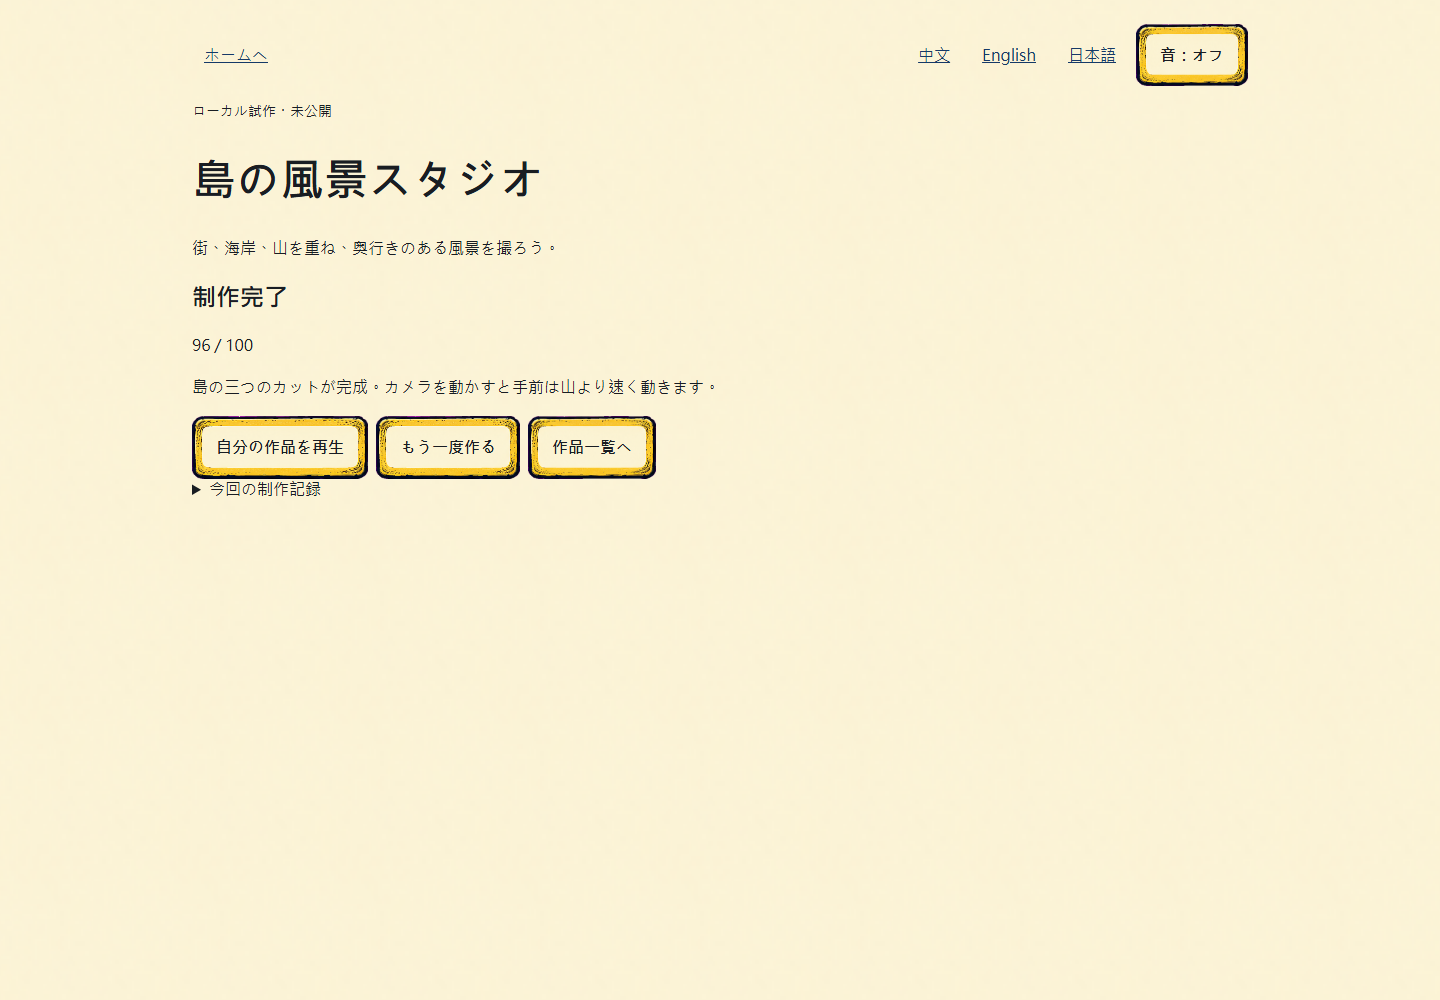 ホームへ
中文 English 日本語 音：オフ
ローカル試作・未公開
島の風景スタジオ
街、海岸、山を重ね、奥行きのある風景を撮ろう。
制作完了
96 / 100
島の三つのカットが完成。カメラを動かすと手前は山より速く動きます。
自分の作品を再生 もう一度作る 作品一覧へ
▶ 今回の制作記録